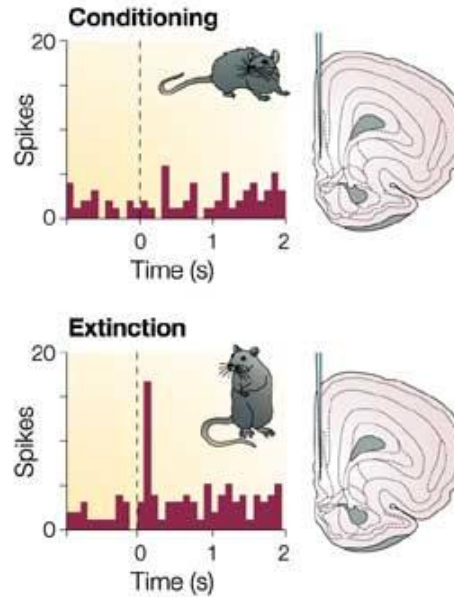 Conditioning
20
Spikes
0
0 1 2
Time (s)
Extinction
20
Spikes
0
0 1 2
Time (s)